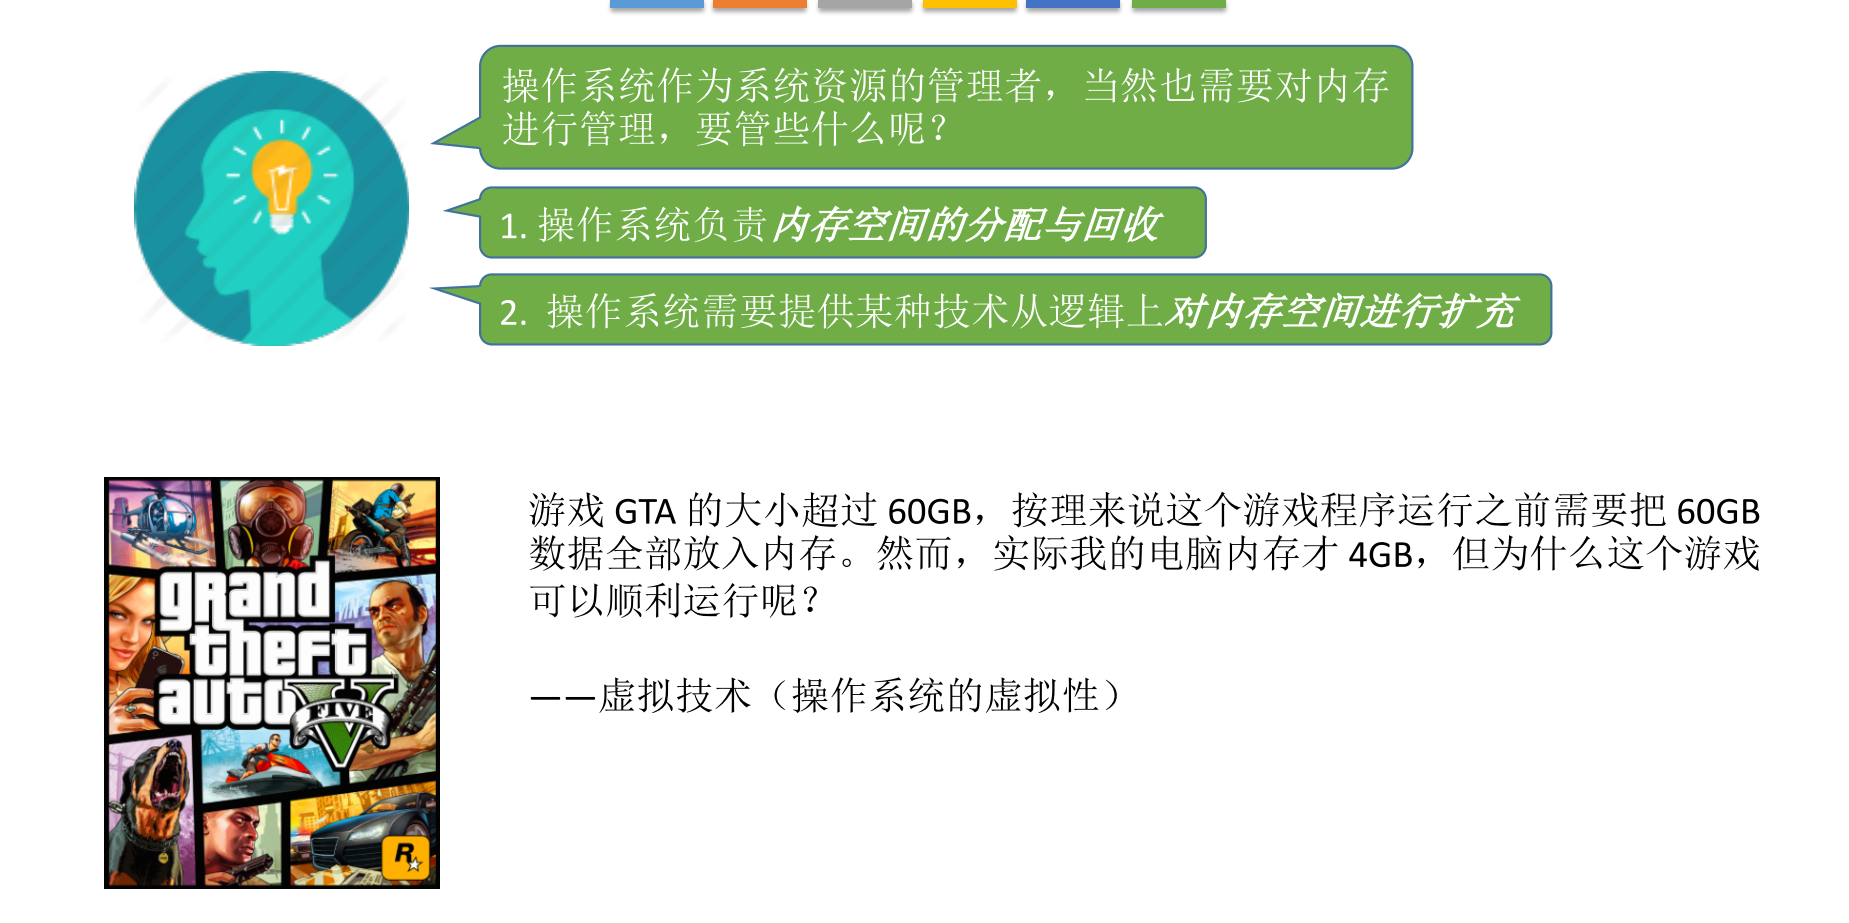 操作系统作为系统资源的管理者，当然也需要对内存
进行管理，要管些什么呢？
1. 操作系统负责内存空间的分配与回收
2. 操作系统需要提供某种技术从逻辑上对内存空间进行扩充
游戏 GTA 的大小超过 60GB，按理来说这个游戏程序运行之前需要把 60GB
数据全部放入内存。然而，实际我的电脑内存才 4GB，但为什么这个游戏
可以顺利运行呢？
——虚拟技术（操作系统的虚拟性）
grand
theft
auto
V
FIVE
R